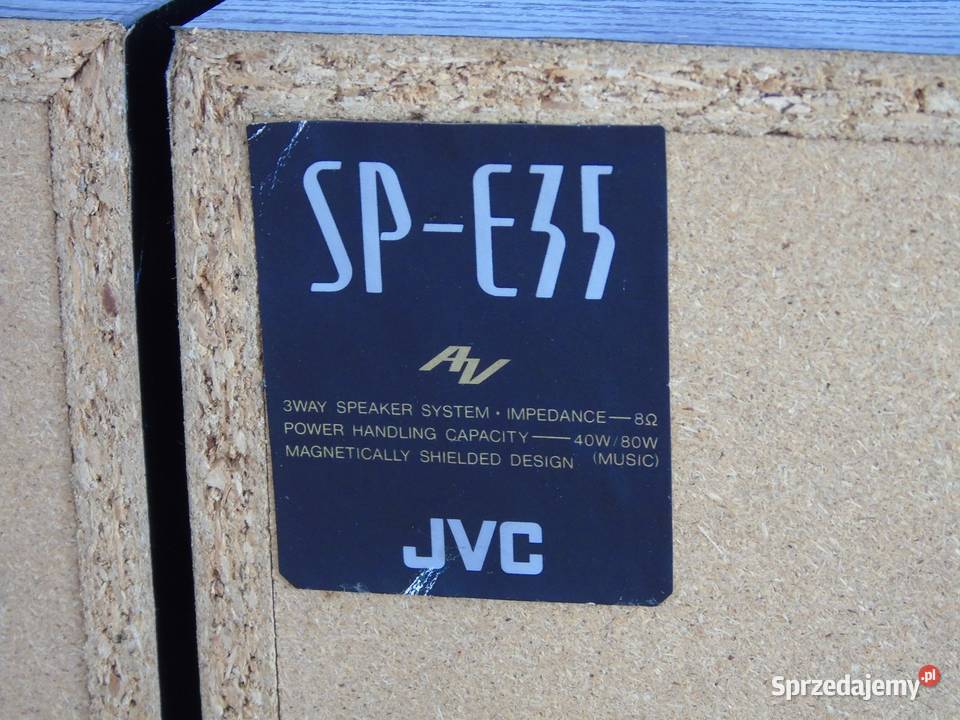 SP-E35
AV
3WAY SPEAKER SYSTEM • IMPEDANCE—8Ω
POWER HANDLING CAPACITY—40W/80W
MAGNETICALLY SHIELDED DESIGN (MUSIC)
JVC
Sprzedajemy.pl